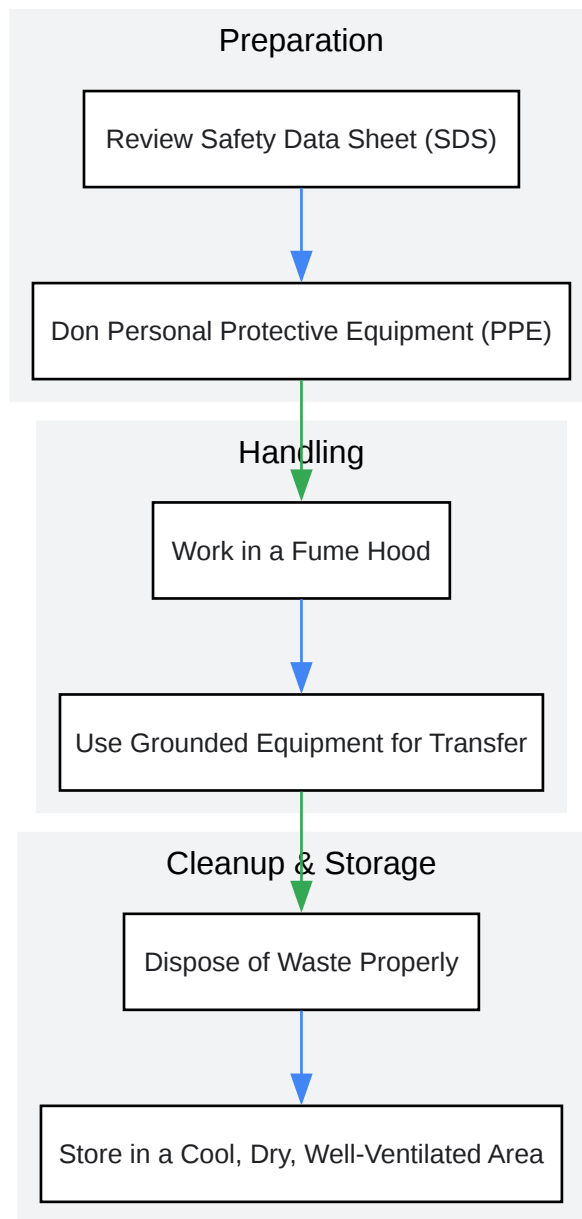 Preparation
Review Safety Data Sheet (SDS)
Don Personal Protective Equipment (PPE)
Handling
Work in a Fume Hood
Use Grounded Equipment for Transfer
Cleanup & Storage
Dispose of Waste Properly
Store in a Cool, Dry, Well-Ventilated Area